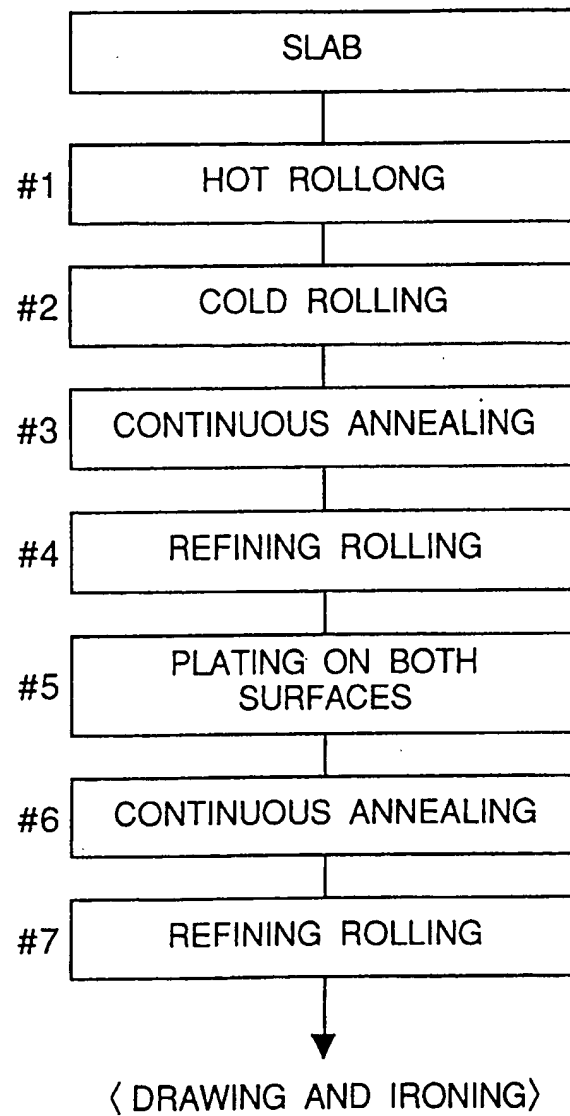 SLAB
#1 HOT ROLLONG
#2 COLD ROLLING
#3 CONTINUOUS ANNEALING
#4 REFINING ROLLING
#5 PLATING ON BOTH
SURFACES
#6 CONTINUOUS ANNEALING
#7 REFINING ROLLING
〈 DRAWING AND IRONING〉